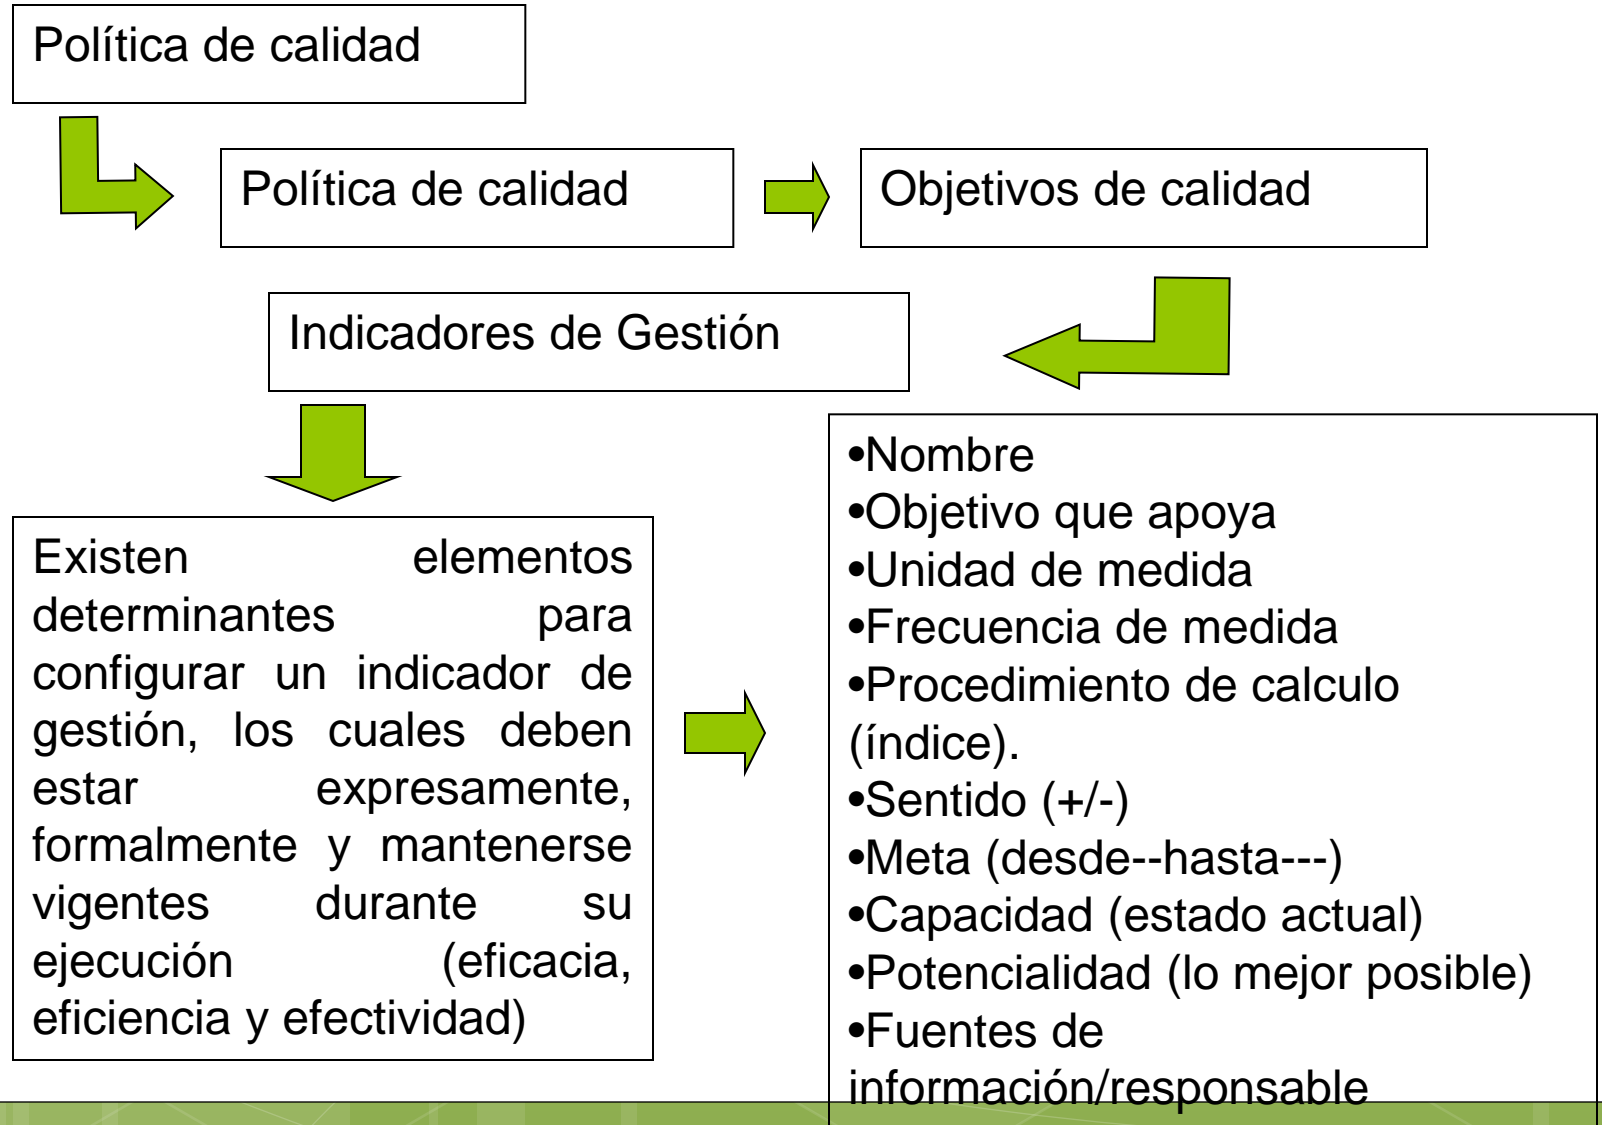 Política de calidad
Política de calidad
Objetivos de calidad
Indicadores de Gestión
Existen elementos
determinantes para
configurar un indicador de
gestión, los cuales deben
estar expresamente,
formalmente y mantenerse
vigentes durante su
ejecución (eficacia,
eficiencia y efectividad)
•Nombre
•Objetivo que apoya
•Unidad de medida
•Frecuencia de medida
•Procedimiento de calculo
(índice).
•Sentido (+/-)
•Meta (desde--hasta---)
•Capacidad (estado actual)
•Potencialidad (lo mejor posible)
•Fuentes de
información/responsable